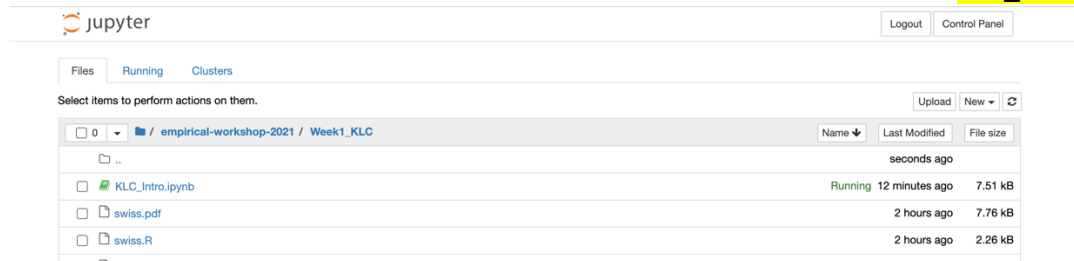 jupyter
Logout Control Panel
Files Running Clusters
Select items to perform actions on them.
Upload New
0 / empirical-workshop-2021 / Week1_KLC Name Last Modified File size
.. seconds ago
KLC_Intro.ipynb Running 12 minutes ago 7.51 kB
swiss.pdf 2 hours ago 7.76 kB
swiss.R 2 hours ago 2.26 kB